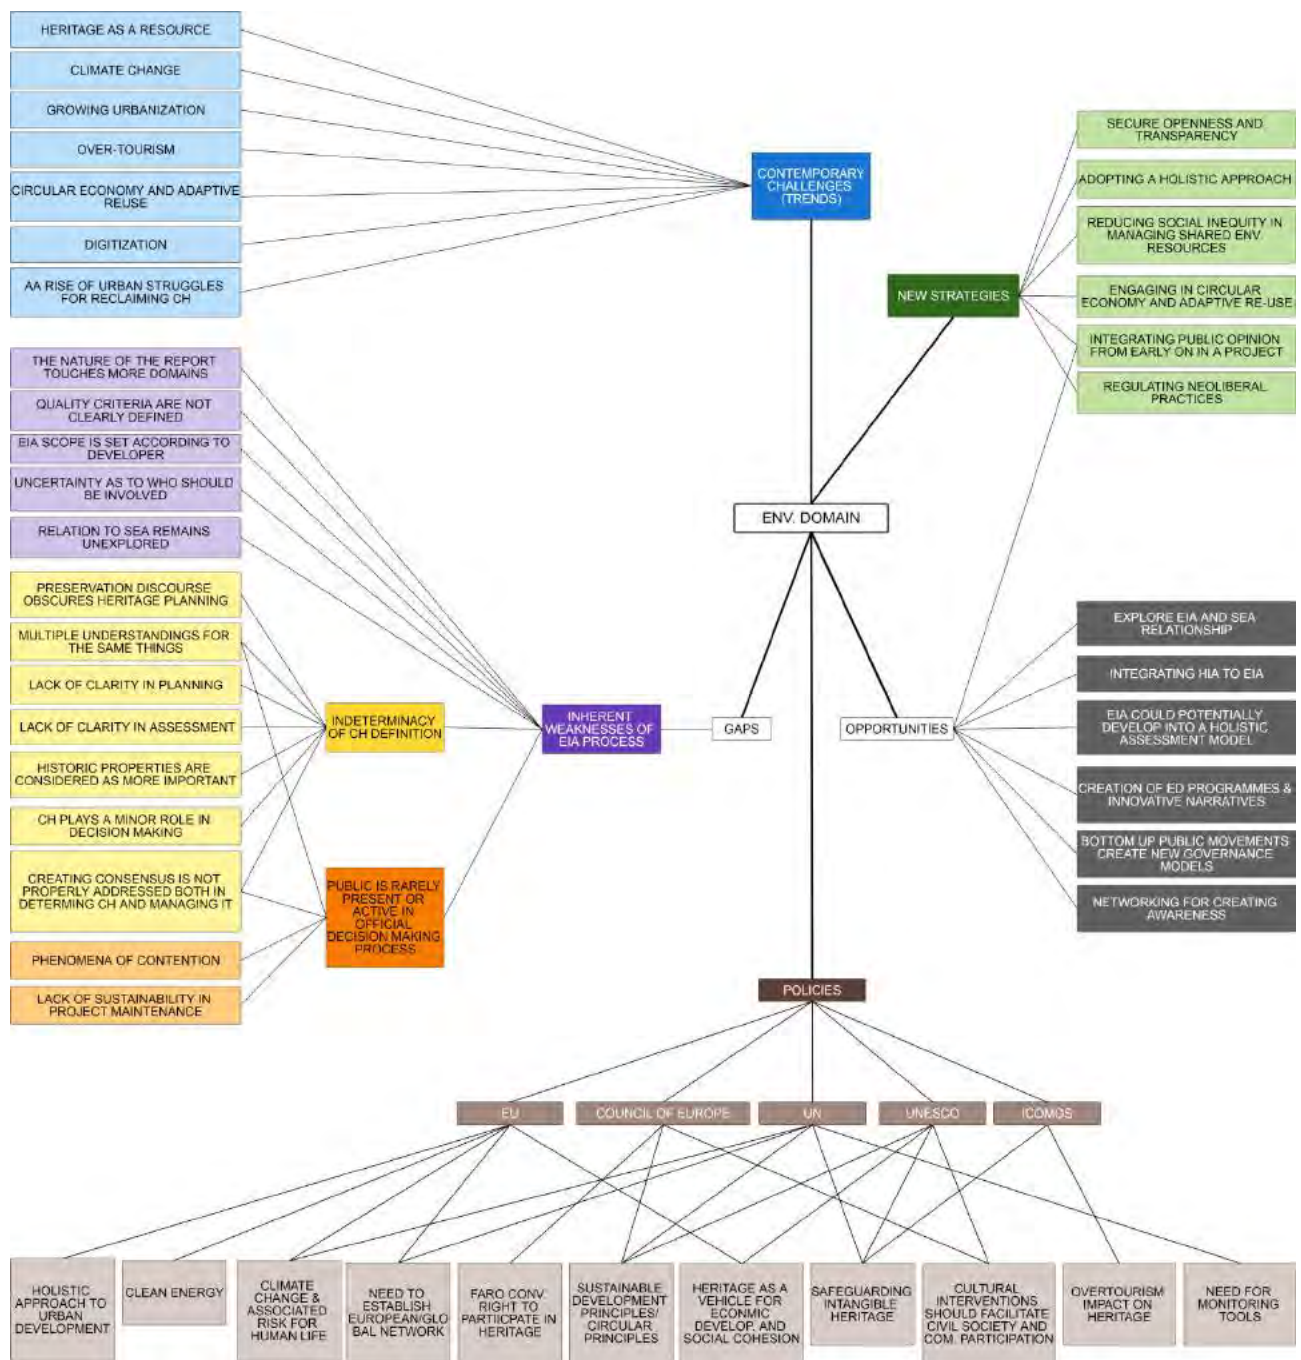 HERITAGE AS A RESOURCE
CLIMATE CHANGE
GROWING URBANIZATION
OVER-TOURISM
CIRCULAR ECONOMY AND ADAPTIVE
REUSE
DIGITIZATION
AA RISE OF URBAN STRUGGLES
FOR RECLAIMING CH
CONTEMPORARY
CHALLENGES
(TRENDS)
SECURE OPENNESS AND
TRANSPARENCY
ADOPTING A HOLISTIC APPROACH
REDUCING SOCIAL INEQUITY IN
MANAGING SHARED ENV.
RESOURCES
ENGAGING IN CIRCULAR
ECONOMY AND ADAPTIVE RE-USE
INTEGRATING PUBLIC OPINION
FROM EARLY ON IN A PROJECT
REGULATING NEOLIBERAL
PRACTICES
NEW STRATEGIES
THE NATURE OF THE REPORT
TOUCHES MORE DOMAINS
QUALITY CRITERIA ARE NOT
CLEARLY DEFINED
EIA SCOPE IS SET ACCORDING TO
DEVELOPER
UNCERTAINTY AS TO WHO SHOULD
BE INVOLVED
RELATION TO SEA REMAINS
UNEXPLORED
ENV. DOMAIN
PRESERVATION DISCOURSE
OBSCURES HERITAGE PLANNING
MULTIPLE UNDERSTANDINGS FOR
THE SAME THINGS
LACK OF CLARITY IN PLANNING
LACK OF CLARITY IN ASSESSMENT
HISTORIC PROPERTIES ARE
CONSIDERED AS MORE IMPORTANT
CH PLAYS A MINOR ROLE IN
DECISION MAKING
CREATING CONSENSUS IS NOT
PROPERLY ADDRESSED BOTH IN
DETERMING CH AND MANAGING IT
PHENOMENA OF CONTENTION
LACK OF SUSTAINABILITY IN
PROJECT MAINTENANCE
INDETERMINACY
OF CH DEFINITION
PUBLIC IS RARELY
PRESENT OR
ACTIVE IN
OFFICIAL
DECISION MAKING
PROCESS
INHERENT
WEAKNESSES OF
EIA PROCESS
GAPS
OPPORTUNITIES
EXPLORE EIA AND SEA
RELATIONSHIP
INTEGRATING HIA TO EIA
EIA COULD POTENTIALLY
DEVELOP INTO A HOLISTIC
ASSESSMENT MODEL
CREATION OF ED PROGRAMMES &
INNOVATIVE NARRATIVES
BOTTOM UP PUBLIC MOVEMENTS
CREATE NEW GOVERNANCE
MODELS
NETWORKING FOR CREATING
AWARENESS
POLICIES
EU
COUNCIL OF EUROPE
UN
UNESCO
ICOMOS
HOLISTIC
APPROACH TO
URBAN
DEVELOPMENT
CLEAN ENERGY
CLIMATE
CHANGE &
ASSOCIATED
RISK FOR
HUMAN LIFE
NEED TO
ESTABLISH
EUROPEAN/GLO
BAL NETWORK
FARO CONV.
RIGHT TO
PARTIICPATE IN
HERITAGE
SUSTAINABLE
DEVELOPMENT
PRINCIPLES/
CIRCULAR
PRINCIPLES
HERITAGE AS A
VEHICLE FOR
ECONMIC
DEVELOP. AND
SOCIAL COHESION
SAFEGUARDING
INTANGIBLE
HERITAGE
CULTURAL
INTERVENTIONS
SHOULD FACILITATE
CIVIL SOCIETY AND
COM. PARTICIPATION
OVERTOURISM
IMPACT ON
HERITAGE
NEED FOR
MONITORING
TOOLS